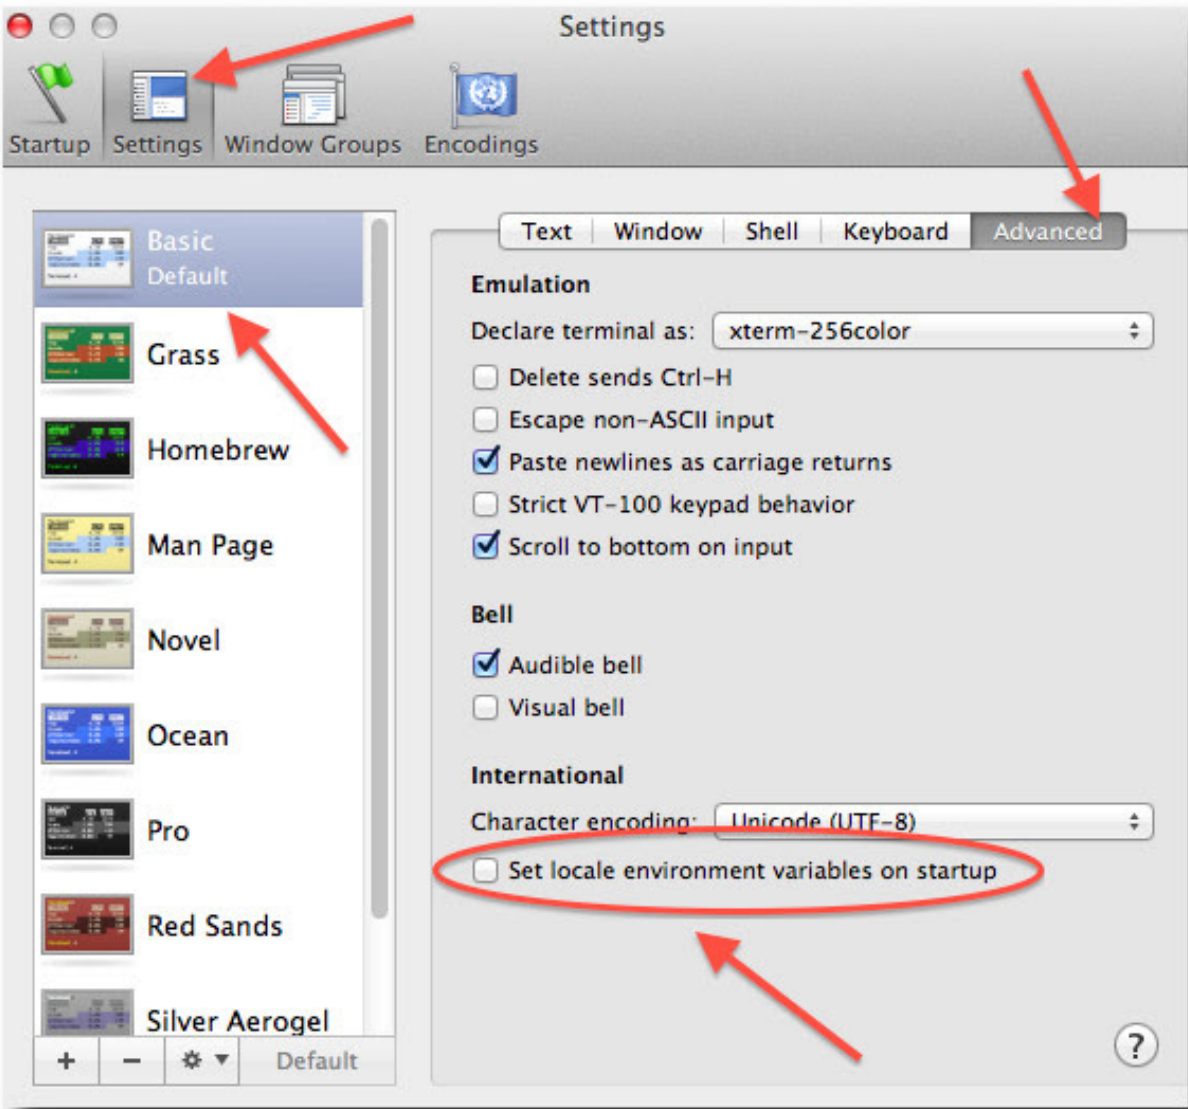 Settings
Startup
Settings
Window Groups
Encodings
Basic
Default
Grass
Homebrew
Man Page
Novel
Ocean
Pro
Red Sands
Silver Aerogel
+ − Default
Text Window Shell Keyboard Advanced
Emulation
Declare terminal as: xterm-256color
Delete sends Ctrl-H
Escape non-ASCII input
Paste newlines as carriage returns
Strict VT-100 keypad behavior
Scroll to bottom on input
Bell
Audible bell
Visual bell
International
Character encoding: Unicode (UTF-8)
Set locale environment variables on startup
?